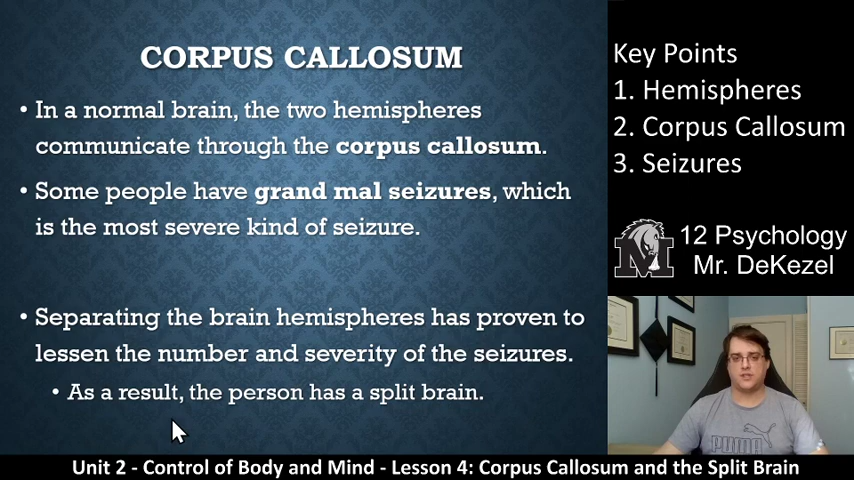 CORPUS CALLOSUM
• In a normal brain, the two hemispheres
communicate through the corpus callosum.
• Some people have grand mal seizures, which
is the most severe kind of seizure.
• Separating the brain hemispheres has proven to
lessen the number and severity of the seizures.
• As a result, the person has a split brain.
Key Points
1. Hemispheres
2. Corpus Callosum
3. Seizures
M
12 Psychology
Mr. DeKezel
PUMA
Unit 2 - Control of Body and Mind - Lesson 4: Corpus Callosum and the Split Brain